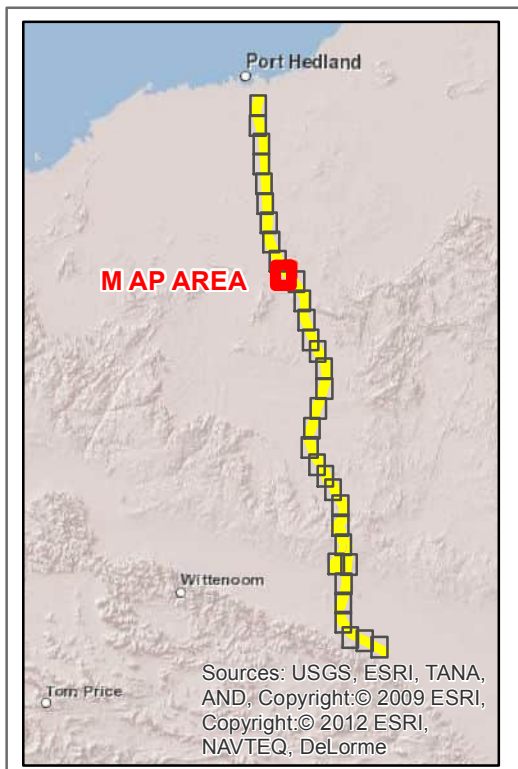 Port Hedland
M AP AREA
Wittenoom
Tom Price
Sources: USGS, ESRI, TANA,
AND, Copyright:© 2009 ESRI,
Copyright:© 2012 ESRI,
NAVTEQ, DeLorme